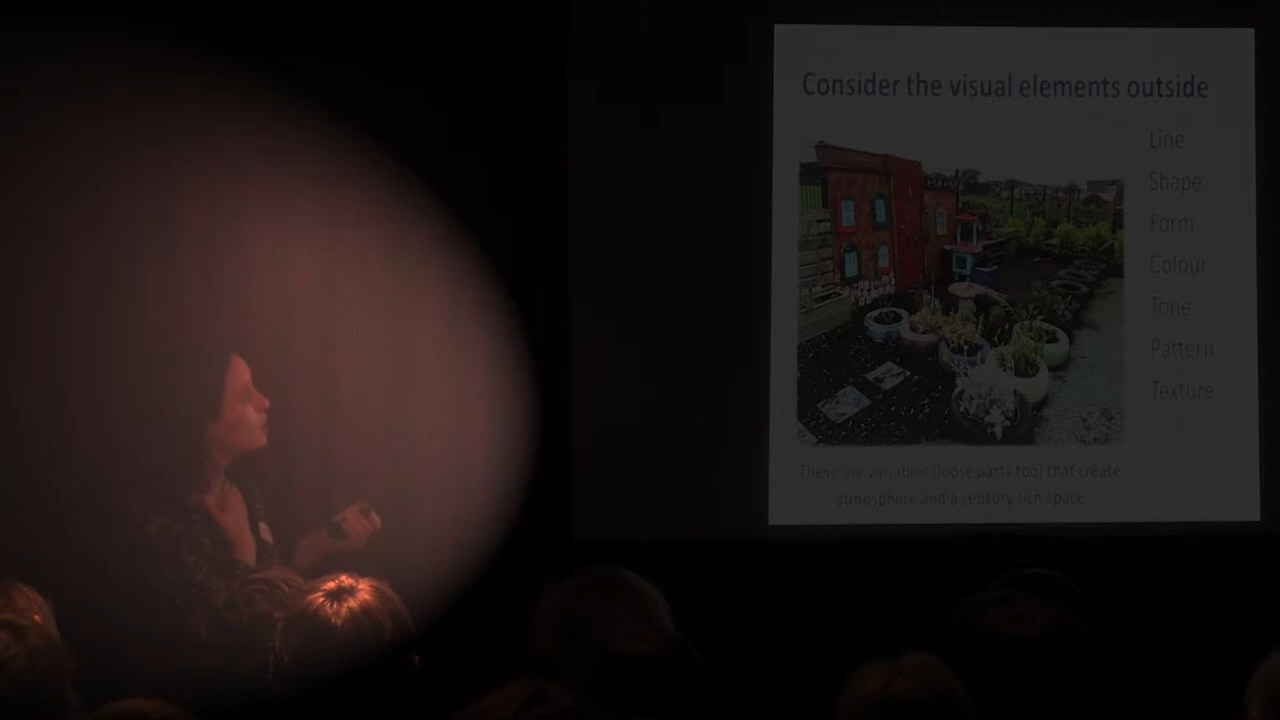 Consider the visual elements outside
Line
Shape
Form
Colour
Tone
Pattern
Texture
These are variables (loose parts too) that create
atmosphere and a sensory rich space